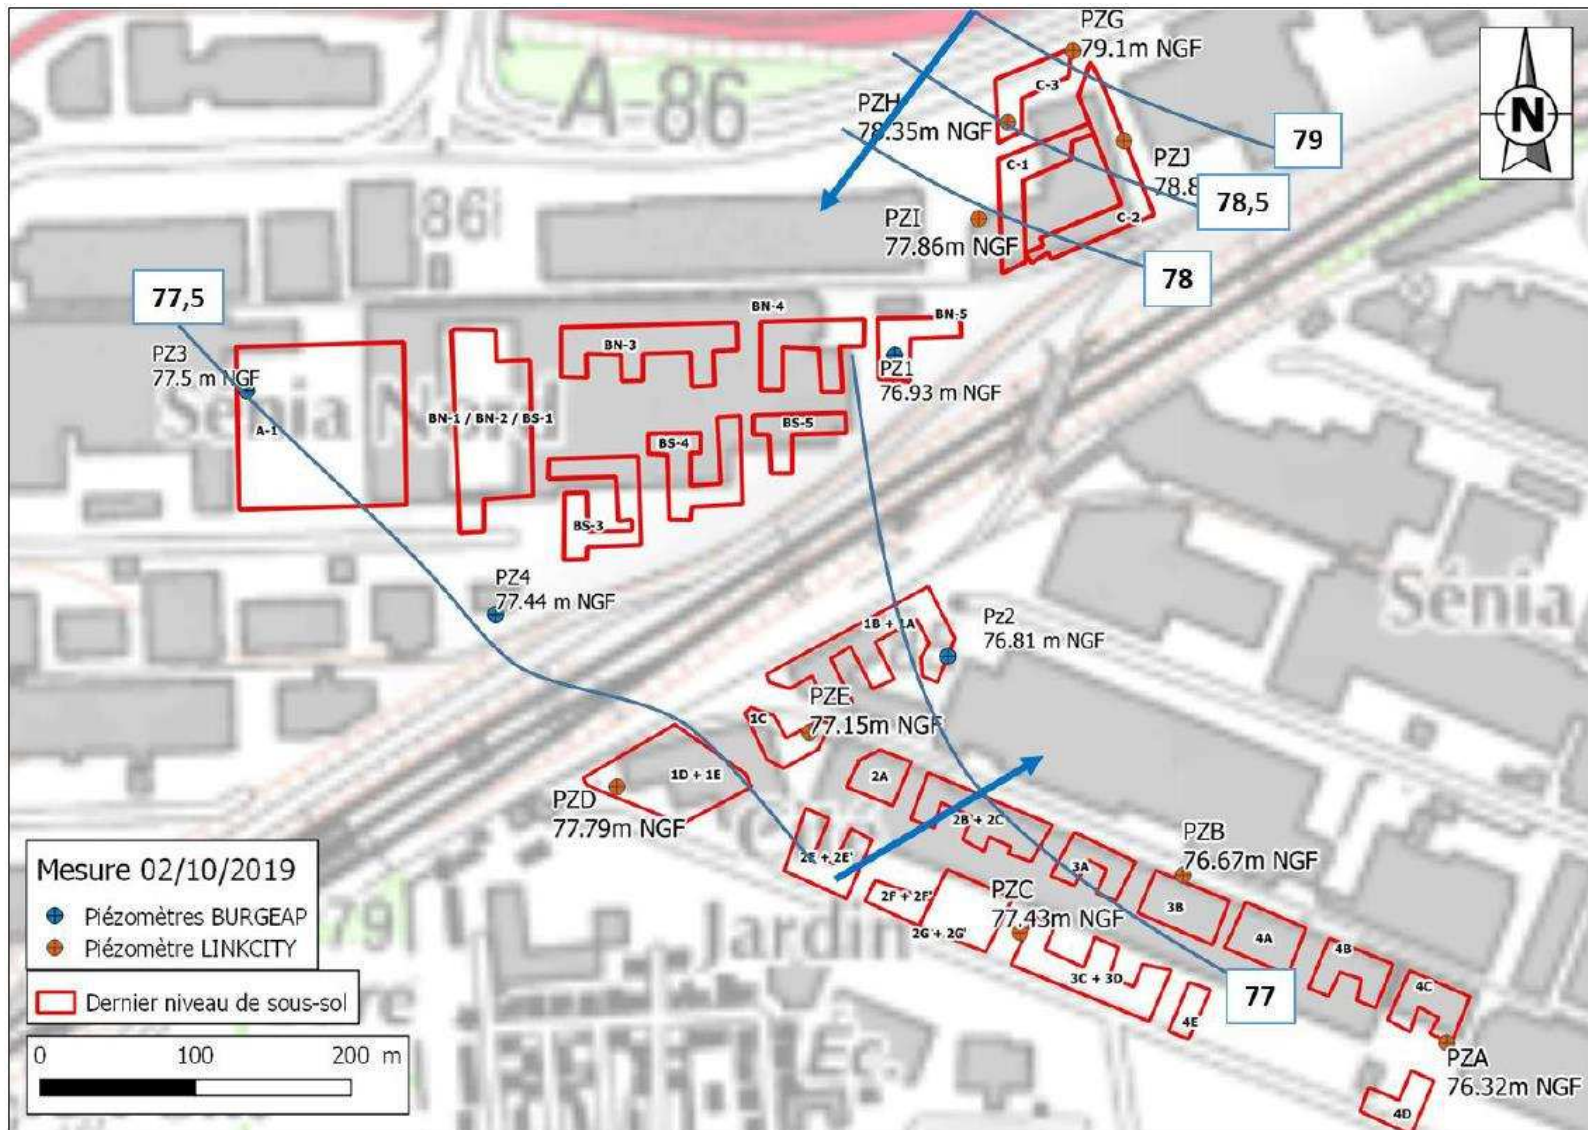 PZG
79.1m NGF
A - 86
C-3
PZH
78.35m NGF
79
N
PZJ
C-1
78.8
78,5
86
PZI
77.86m NGF
C-2
78
77,5
BN-4
BN-5
BN-3
PZ3
77.5 m NGF
PZ1
76.93 m NGF
Sénia Nord
A-1
BN-1 / BN-2 / BS-1
BS-5
BS-4
BS-3
Sénia
PZ4
77.44 m NGF
1B + 1A
Pz2
76.81 m NGF
PZE
77.15m NGF
1C
1D + 1E
2A
PZD
77.79m NGF
2B + 2C
2E + 2E'
3A
PZB
76.67m NGF
PZC
77.43m NGF
2F + 2F'
3B
2G + 2G'
Jardin
4A
4B
3C + 3D
4C
77
4E
PZA
76.32m NGF
4D
Éc.
79
Mesure 02/10/2019
Piézomètres BURGEAP
Piézomètre LINKCITY
Dernier niveau de sous-sol
0 100 200 m